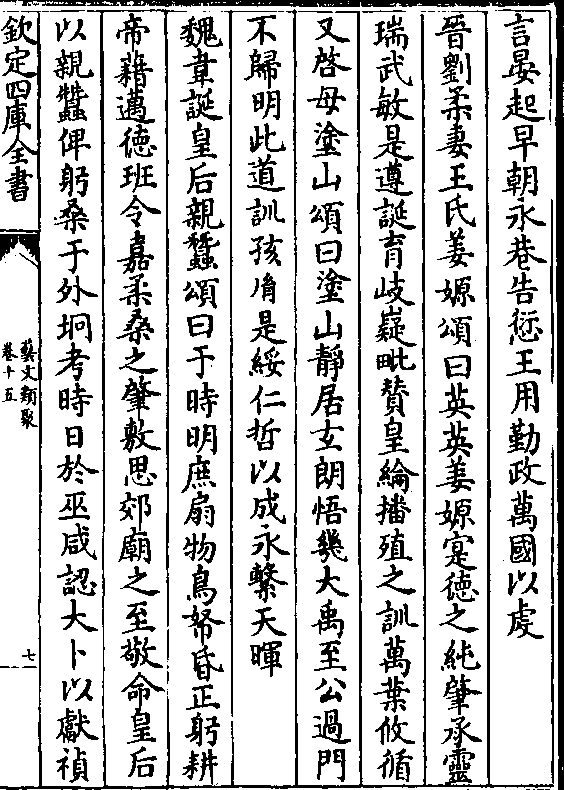 言晏起早朝永巷告愆王用勤政萬國以虔
晉劉柔妻王氏姜嫄頌曰英英姜嫄寔德之純肇承靈
瑞武敏是遵誕育岐嶷毗贊皇綸播殖之訓萬葉攸循
又啓母塗山頌曰塗山靜居玄朗悟幾大禹至公過門
不歸明此道訓孩胤是綏仁哲以成永繫天暉
魏韋誕皇后親蠶頌曰于時明庶扇物鳥帑昏正躬耕
帝藉邁德班令嘉柔桑之肇敷思郊廟之至敬命皇后
以親蠶俾躬桑于外坰考時日於巫咸認大卜以獻禎
欽定四庫全書
藝文類聚
卷十五
七